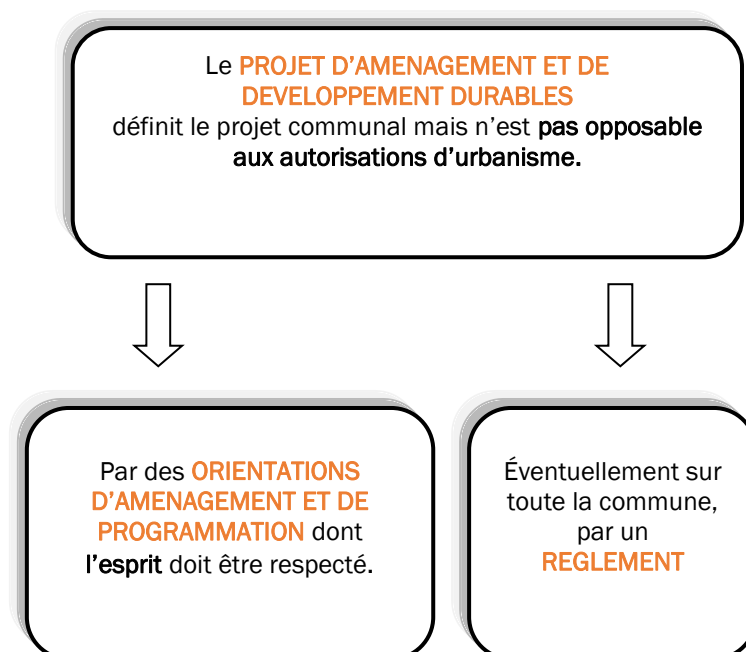 Le PROJET D’AMENAGEMENT ET DE
DEVELOPPEMENT DURABLES
définit le projet communal mais n’est pas opposable
aux autorisations d’urbanisme.
Par des ORIENTATIONS
D’AMENAGEMENT ET DE
PROGRAMMATION dont
l’esprit doit être respecté.
Éventuellement sur
toute la commune,
par un
REGLEMENT